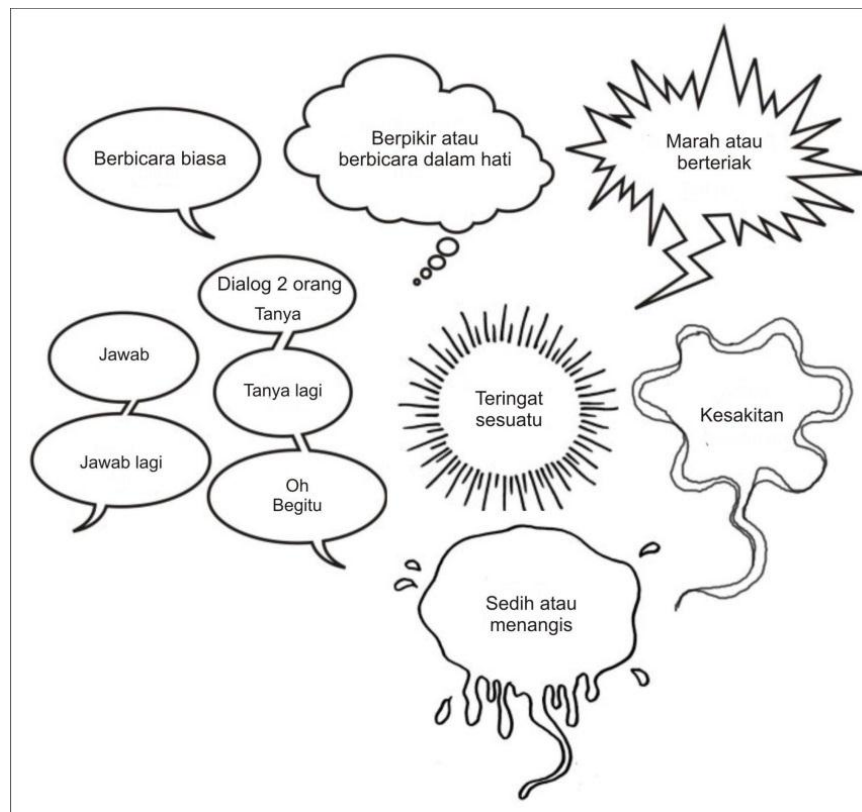 Berbicara biasa
Berpikir atau
berbicara dalam hati
Marah atau
berteriak
Dialog 2 orang
Tanya
Jawab
Tanya lagi
Jawab lagi
Oh
Begitu
Teringat
sesuatu
Kesakitan
Sedih atau
menangis